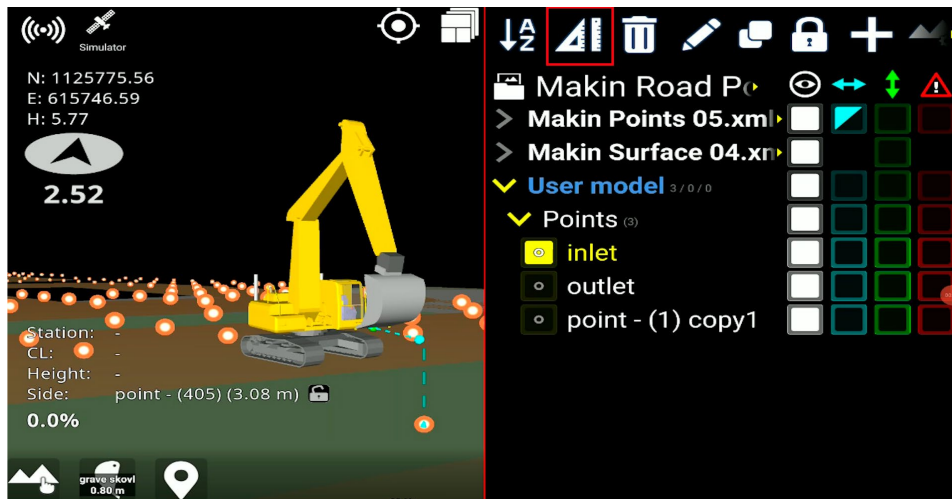 Simulator
N: 1125775.56
E: 615746.59
H: 5.77
2.52
Station: -
CL: -
Height: -
Side: point - (405) (3.08 m)
0.0%
grave skovl
0.80 m
A
Z
Makin Road
Makin Points 05.xml
Makin Surface 04.xn
User model 3 / 0 / 0
Points (3)
inlet
outlet
point - (1) copy1